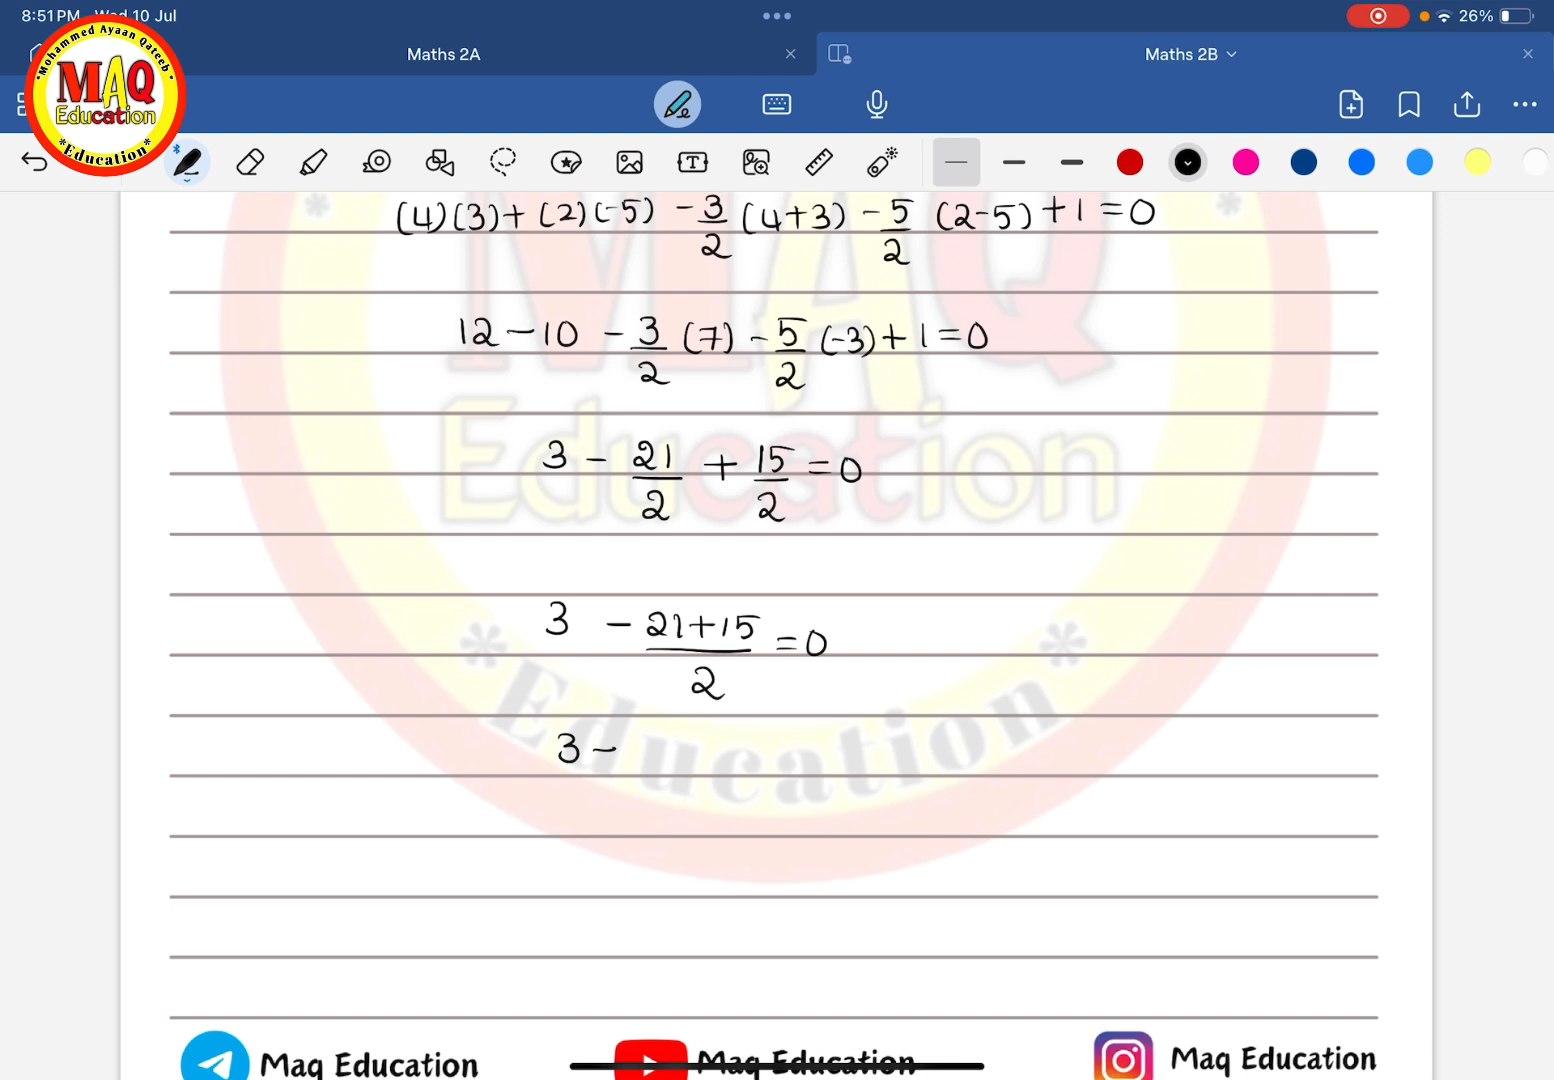 8:51 PM Wed 10 Jul
26%
Maths 2A
Maths 2B
Mohammed Ayaan Qateeb
MAQ
Education
*Education*
(4)(3)+(2)(-5) -3/2 (4+3) -5/2 (2-5) +1=0
12-10 -3/2 (7) -5/2 (-3)+1=0
3 - 21/2 + 15/2 =0
3 - 21+15/2 =0
3 -
MAQ
Education
*Education*
Maq Education
Maq Education
Maq Education